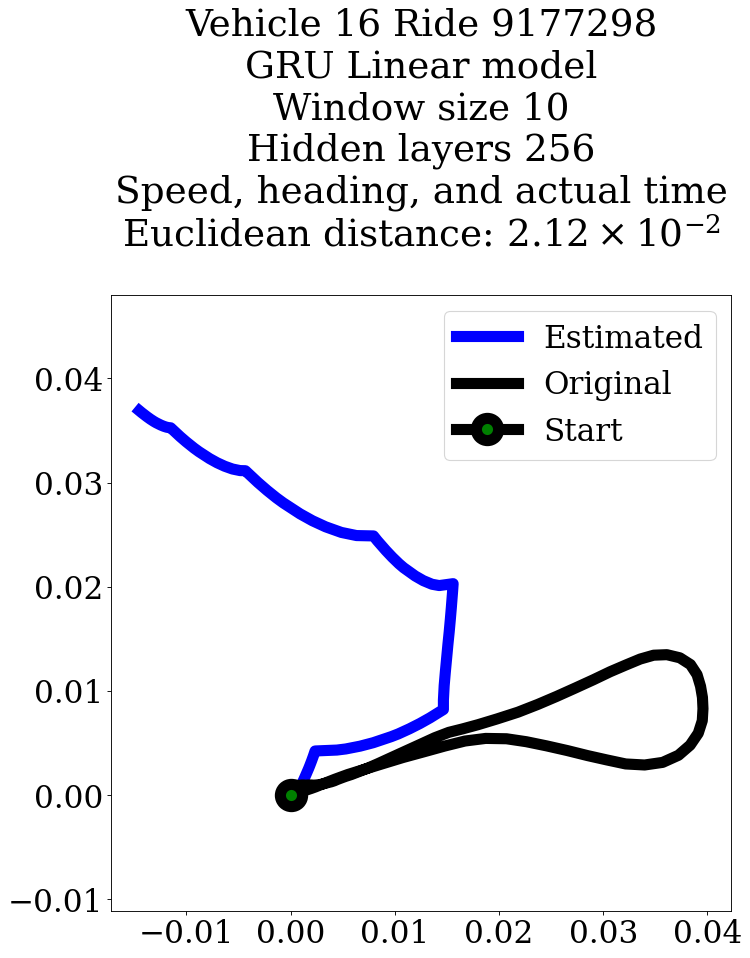 Vehicle 16 Ride 9177298
GRU Linear model
Window size 10
Hidden layers 256
Speed, heading, and actual time
Euclidean distance: 2.12 × 10⁻²
Estimated
Original
Start
0.04
0.03
0.02
0.01
0.00
−0.01
−0.01 0.00 0.01 0.02 0.03 0.04